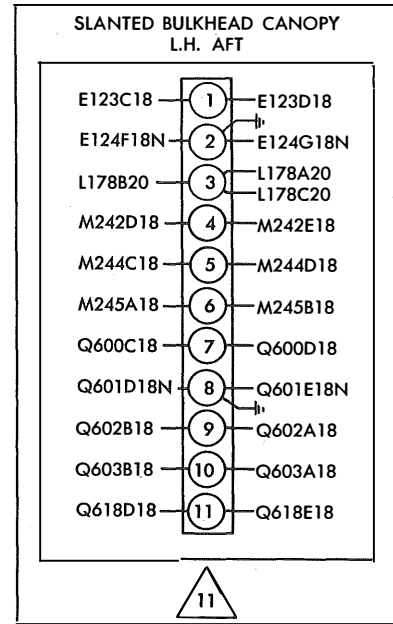 SLANTED BULKHEAD CANOPY
L.H. AFT
E123C18 1 E123D18
E124F18N 2 E124G18N
L178B20 3 L178A20
L178C20
M242D18 4 M242E18
M244C18 5 M244D18
M245A18 6 M245B18
Q600C18 7 Q600D18
Q601D18N 8 Q601E18N
Q602B18 9 Q602A18
Q603B18 10 Q603A18
Q618D18 11 Q618E18
11